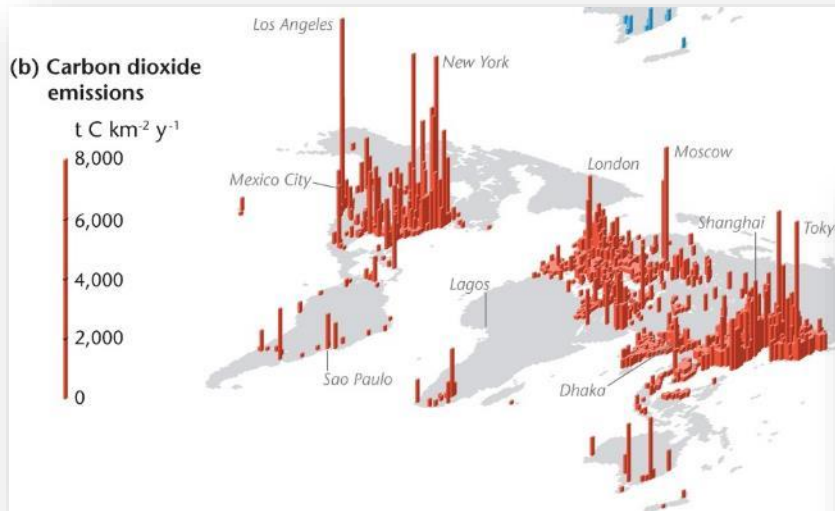 (b) Carbon dioxide
emissions
t C km⁻² y⁻¹
8,000
6,000
4,000
2,000
0
Los Angeles
New York
Mexico City
London
Moscow
Shanghai
Toky
Lagos
Sao Paulo
Dhaka